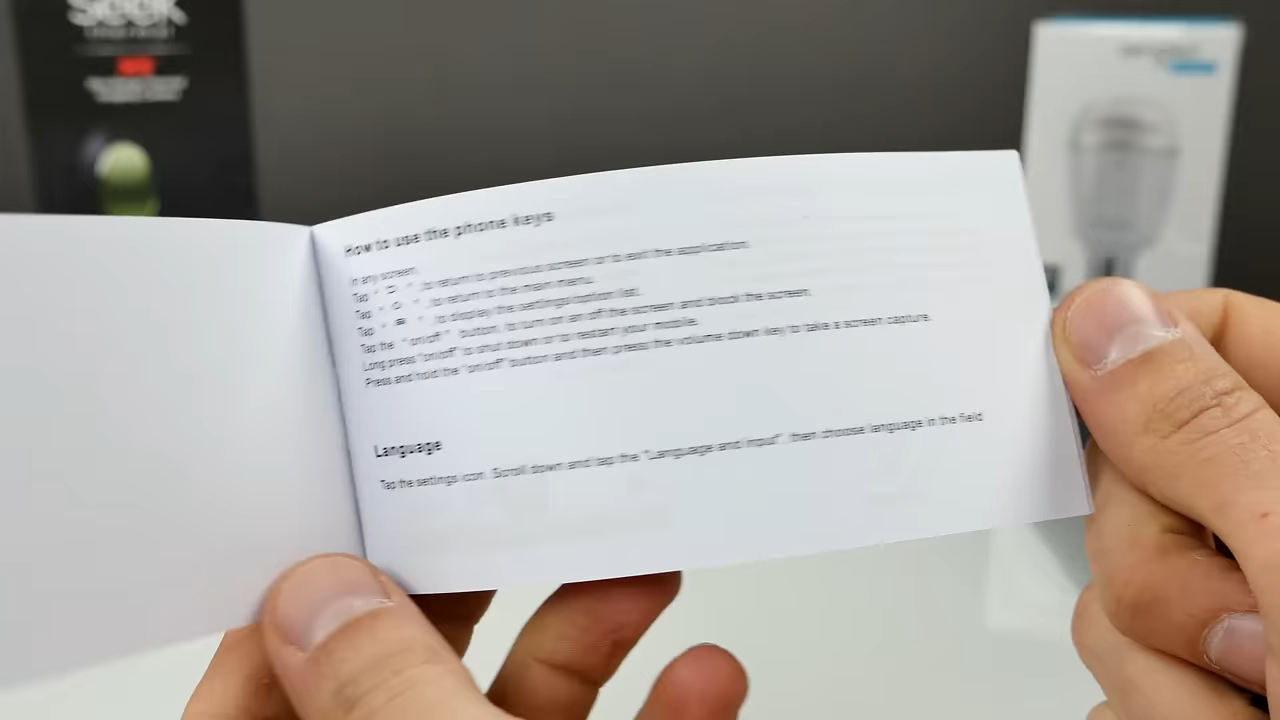 Seek
How to use the phone keys
In any screen,
Tap " ⮌ " ,to return to previous screen or to exit the application.
Tap " ⌂ " ,to return to the main menu.
Tap " ≡ " ,to display the settings/option list.
Tap the "on/off" button, to turn on an off the screen and block the screen.
Long press "on/off" to shut down or to restart your mobile.
Press and hold the "on/off" button and then press the volume down key to take a screen capture.
Language
Tap the settings icon. Scroll down and tap the "Language and input", then choose language in the field